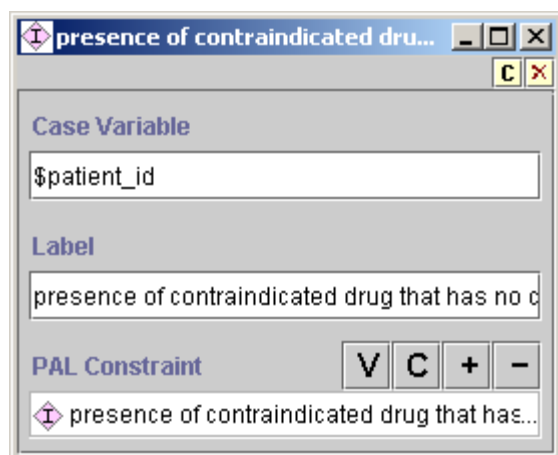 I presence of contraindicated dru...
C
Case Variable
$patient_id
Label
presence of contraindicated drug that has no c
PAL Constraint V C + −
I presence of contraindicated drug that has...